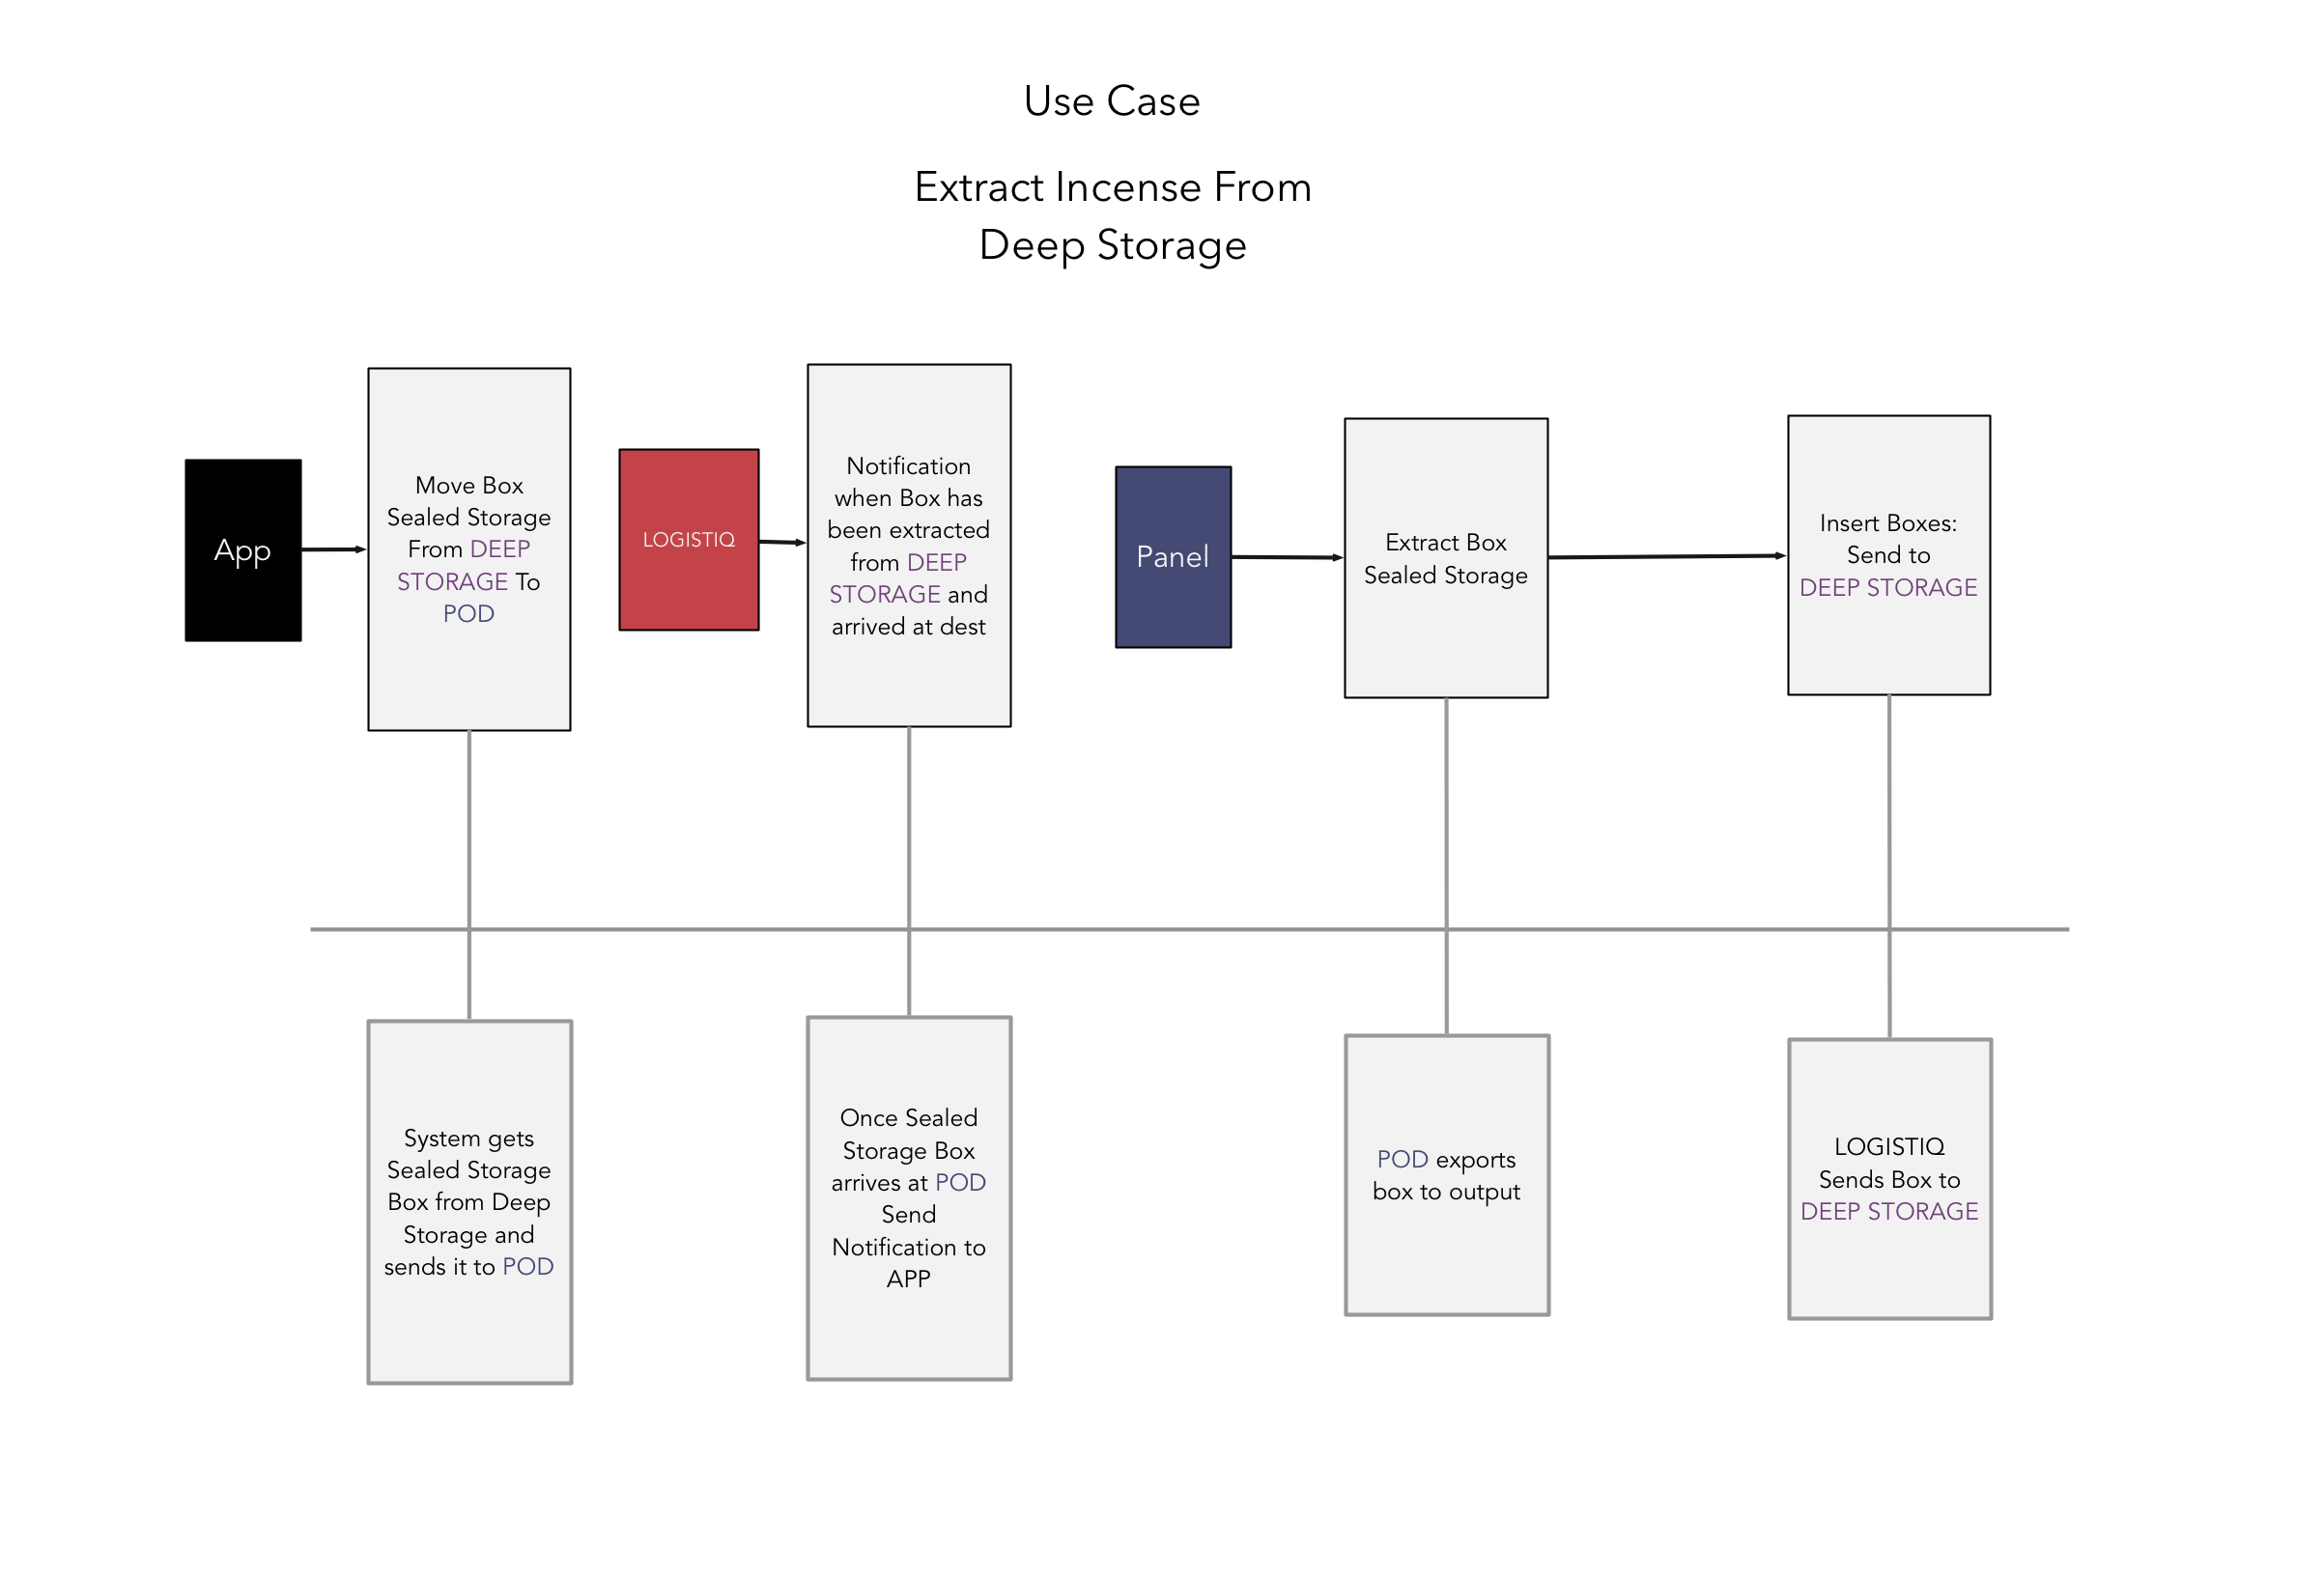 Use Case
Extract Incense From
Deep Storage
App
Move Box
Sealed Storage
From DEEP
STORAGE To
POD
LOGISTIQ
Notification
when Box has
been extracted
from DEEP
STORAGE and
arrived at dest
Panel
Extract Box
Sealed Storage
Insert Boxes:
Send to
DEEP STORAGE
System gets
Sealed Storage
Box from Deep
Storage and
sends it to POD
Once Sealed
Storage Box
arrives at POD
Send
Notification to
APP
POD exports
box to output
LOGISTIQ
Sends Box to
DEEP STORAGE